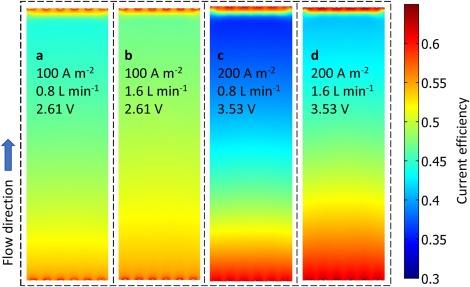 a
100 A m⁻²
0.8 L min⁻¹
2.61 V
b
100 A m⁻²
1.6 L min⁻¹
2.61 V
c
200 A m⁻²
0.8 L min⁻¹
3.53 V
d
200 A m⁻²
1.6 L min⁻¹
3.53 V
Flow direction
0.6
0.55
0.5
0.45
0.4
0.35
0.3
Current efficiency